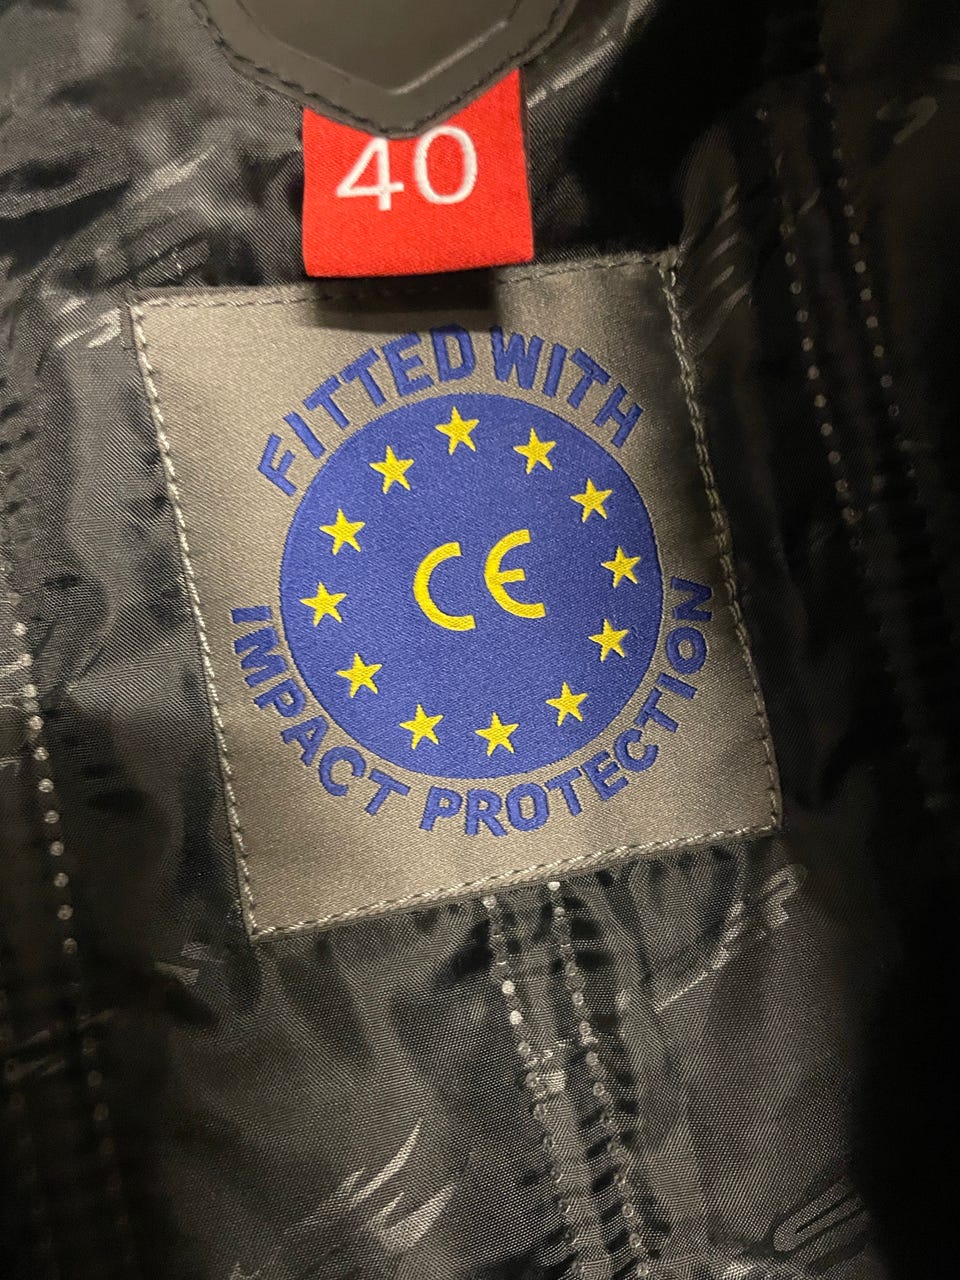 40
FITTED WITH
CE
IMPACT PROTECTION